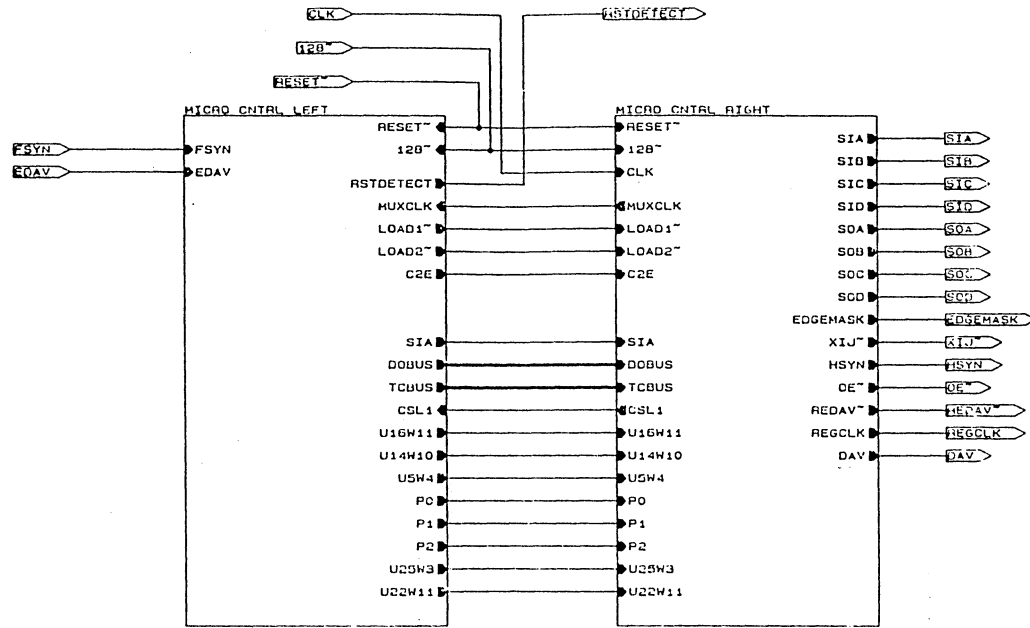 CLK
RSTDETECT
128~
RESET~
MICRO CNTRL LEFT
MICRO CNTRL RIGHT
FSYN
EDAV
FSYN
EDAV
RESET~
128~
RSTDETECT
MUXCLK
LOAD1~
LOAD2~
C2E
SIA
DOBUS
TCBUS
CSL1
U16W11
U14W10
U5W4
P0
P1
P2
U25W3
U22W11
RESET~
128~
CLK
MUXCLK
LOAD1~
LOAD2~
C2E
SIA
DOBUS
TCBUS
CSL1
U16W11
U14W10
U5W4
P0
P1
P2
U25W3
U22W11
SIA
SIB
SIC
SID
SOA
SOB
SOC
SOD
EDGEMASK
XIJ~
HSYN
OE~
REDAV~
REGCLK
DAV
SIA
SIB
SIC
SID
SOA
SOB
SOC
SOD
EDGEMASK
XIJ~
HSYN
OE~
REDAV~
REGCLK
DAV